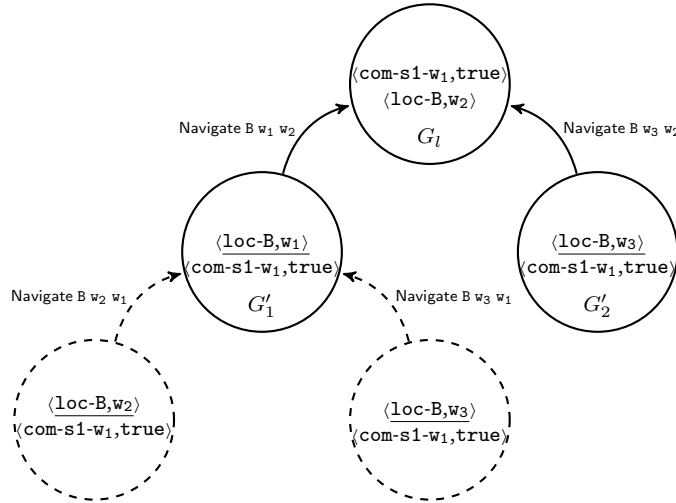 ⟨com-s1-w₁,true⟩
⟨loc-B,w₂⟩
Gₗ
Navigate B w₁ w₂
Navigate B w₃ w₂
⟨loc-B,w₁⟩
⟨com-s1-w₁,true⟩
G′₁
⟨loc-B,w₃⟩
⟨com-s1-w₁,true⟩
G′₂
Navigate B w₂ w₁
Navigate B w₃ w₁
⟨loc-B,w₂⟩
⟨com-s1-w₁,true⟩
⟨loc-B,w₃⟩
⟨com-s1-w₁,true⟩